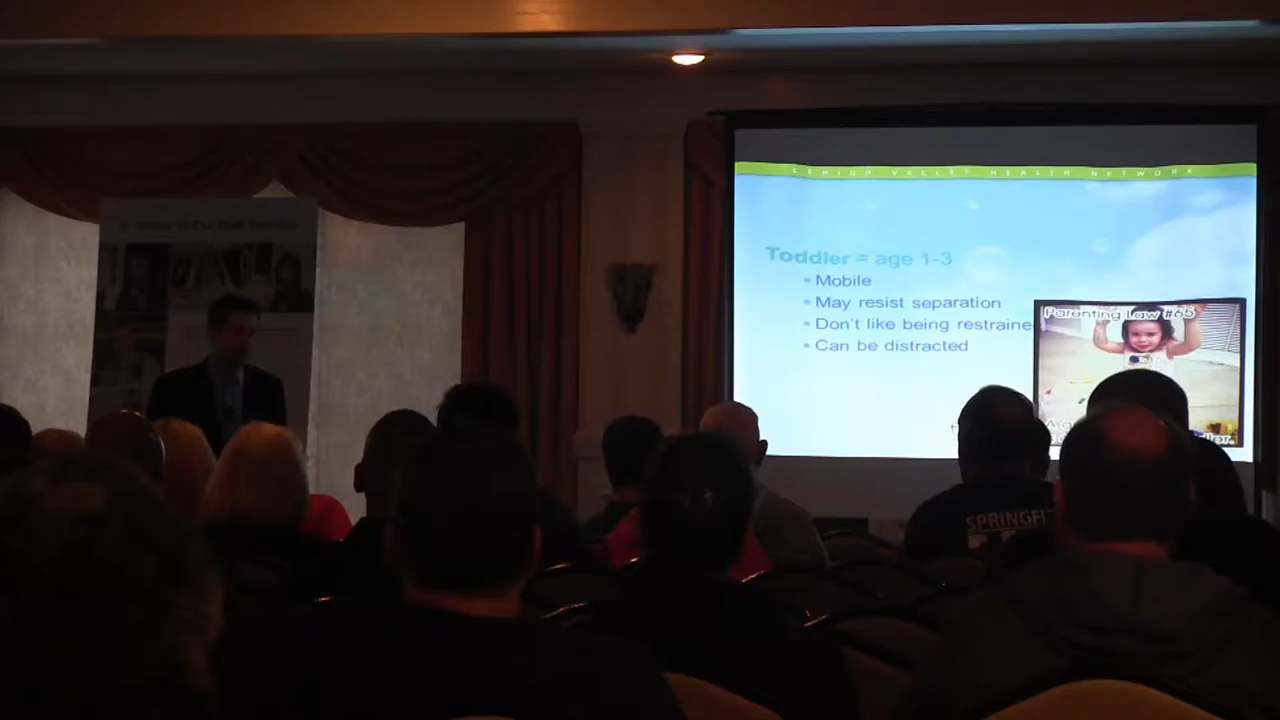 LEHIGH VALLEY HEALTH NETWORK
Toddler = age 1-3
Mobile
May resist separation
Don't like being restraine
Can be distracted
Parenting Law #65
SPRINGFI